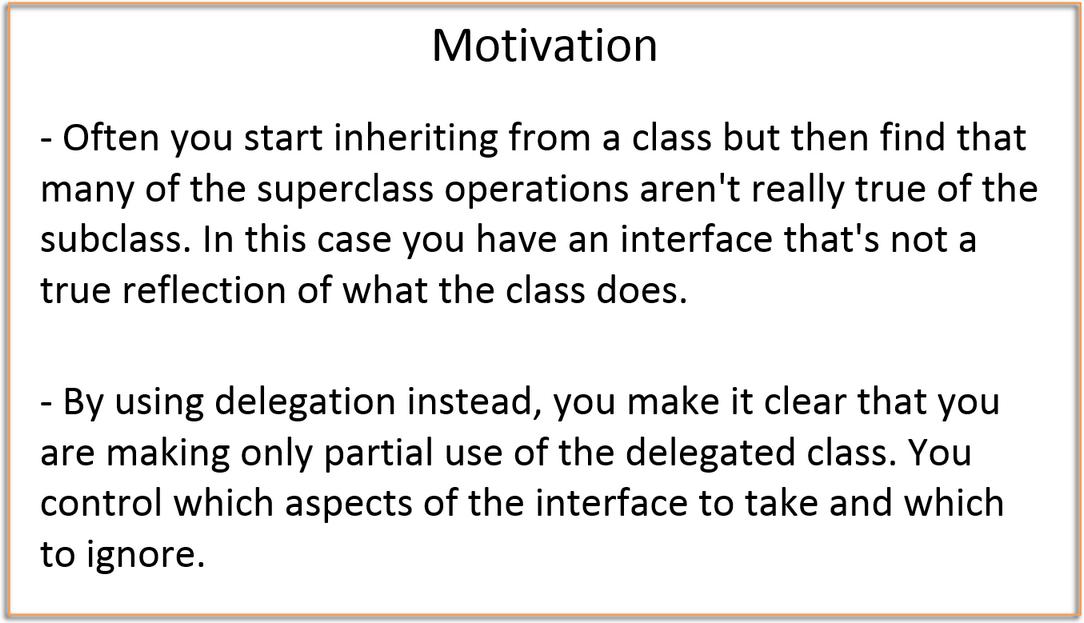 Motivation
- Often you start inheriting from a class but then find that
many of the superclass operations aren't really true of the
subclass. In this case you have an interface that's not a
true reflection of what the class does.
- By using delegation instead, you make it clear that you
are making only partial use of the delegated class. You
control which aspects of the interface to take and which
to ignore.